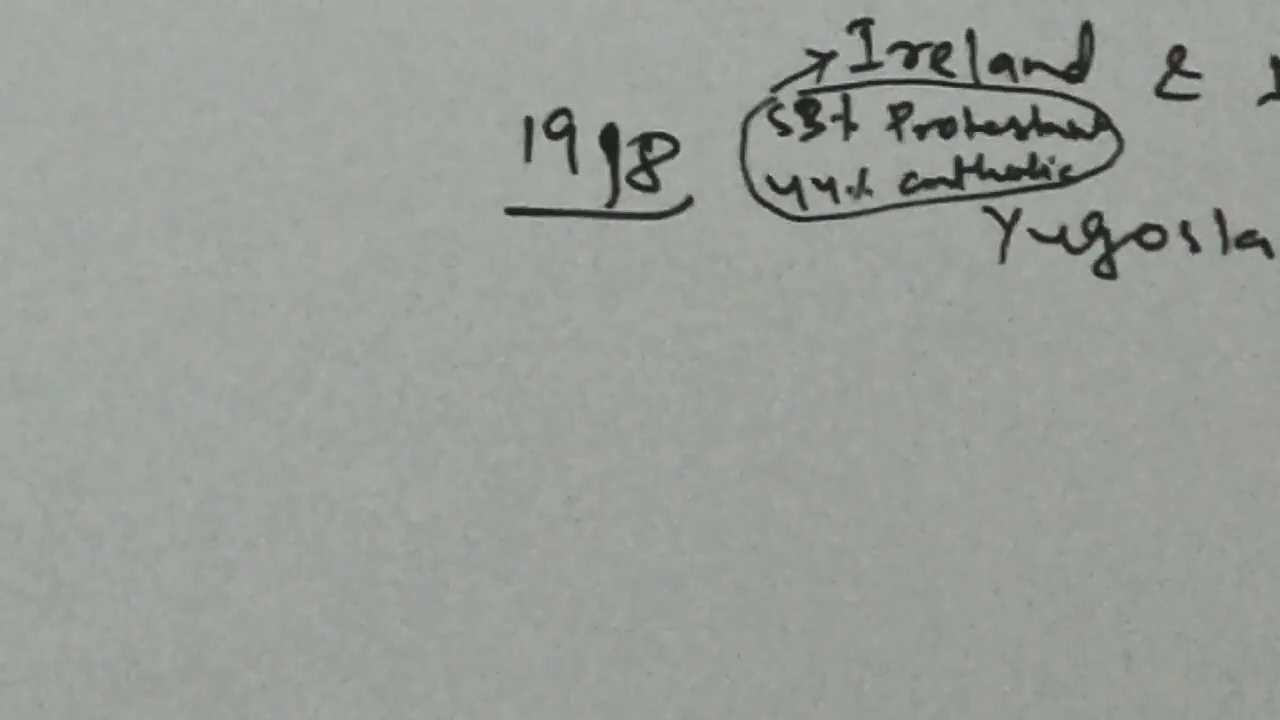 → Ireland &
1918 53% Protestant
44% catholic
Yugosla